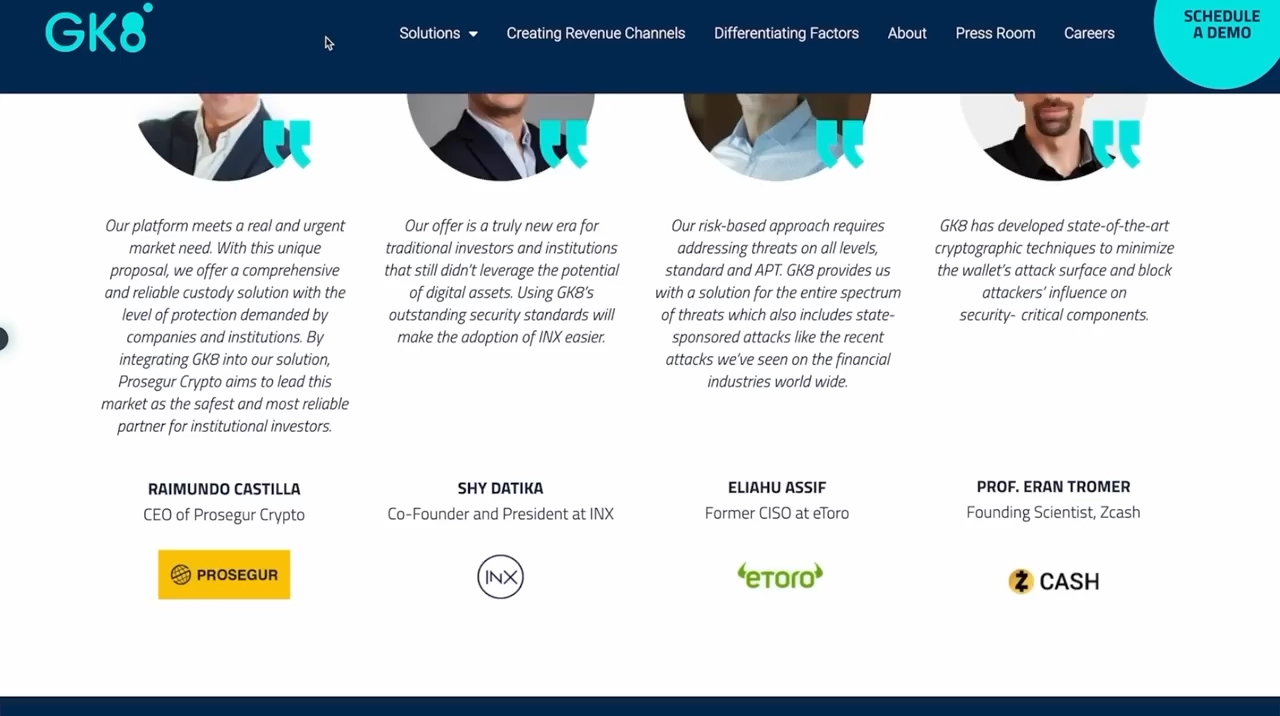 GK8
Solutions
Creating Revenue Channels
Differentiating Factors
About
Press Room
Careers
SCHEDULE
A DEMO
Our platform meets a real and urgent
market need. With this unique
proposal, we offer a comprehensive
and reliable custody solution with the
level of protection demanded by
companies and institutions. By
integrating GK8 into our solution,
Prosegur Crypto aims to lead this
market as the safest and most reliable
partner for institutional investors.
RAIMUNDO CASTILLA
CEO of Prosegur Crypto
PROSEGUR
Our offer is a truly new era for
traditional investors and institutions
that still didn't leverage the potential
of digital assets. Using GK8's
outstanding security standards will
make the adoption of INX easier.
SHY DATIKA
Co-Founder and President at INX
INX
Our risk-based approach requires
addressing threats on all levels,
standard and APT. GK8 provides us
with a solution for the entire spectrum
of threats which also includes state-
sponsored attacks like the recent
attacks we've seen on the financial
industries world wide.
ELIAHU ASSIF
Former CISO at eToro
eToro
GK8 has developed state-of-the-art
cryptographic techniques to minimize
the wallet's attack surface and block
attackers' influence on
security- critical components.
PROF. ERAN TROMER
Founding Scientist, Zcash
Z CASH